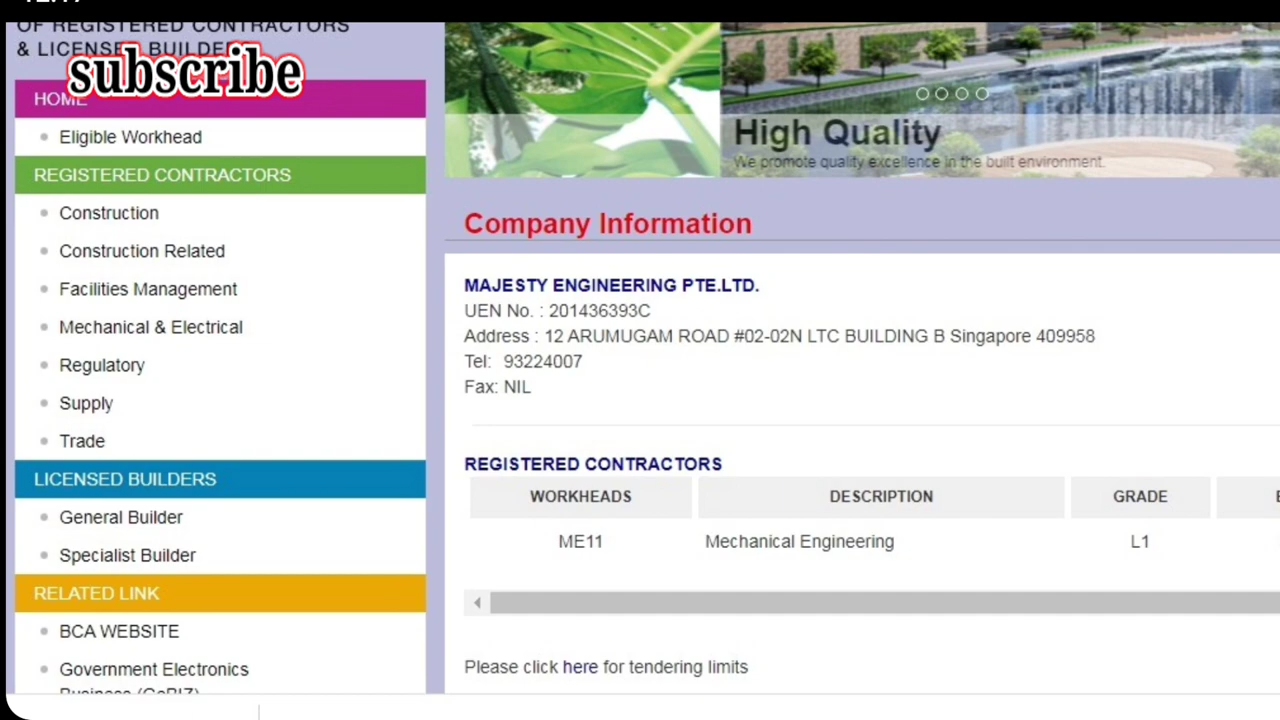 OF REGISTERED CONTRACTORS
& LICENSED BUILDERS
subscribe
HOME
Eligible Workhead
REGISTERED CONTRACTORS
Construction
Construction Related
Facilities Management
Mechanical & Electrical
Regulatory
Supply
Trade
LICENSED BUILDERS
General Builder
Specialist Builder
RELATED LINK
BCA WEBSITE
Government Electronics
Business (GeBIZ)
High Quality
We promote quality excellence in the built environment.
Company Information
MAJESTY ENGINEERING PTE.LTD.
UEN No. : 201436393C
Address : 12 ARUMUGAM ROAD #02-02N LTC BUILDING B Singapore 409958
Tel: 93224007
Fax: NIL
REGISTERED CONTRACTORS
WORKHEADS DESCRIPTION GRADE
ME11 Mechanical Engineering L1
Please click here for tendering limits